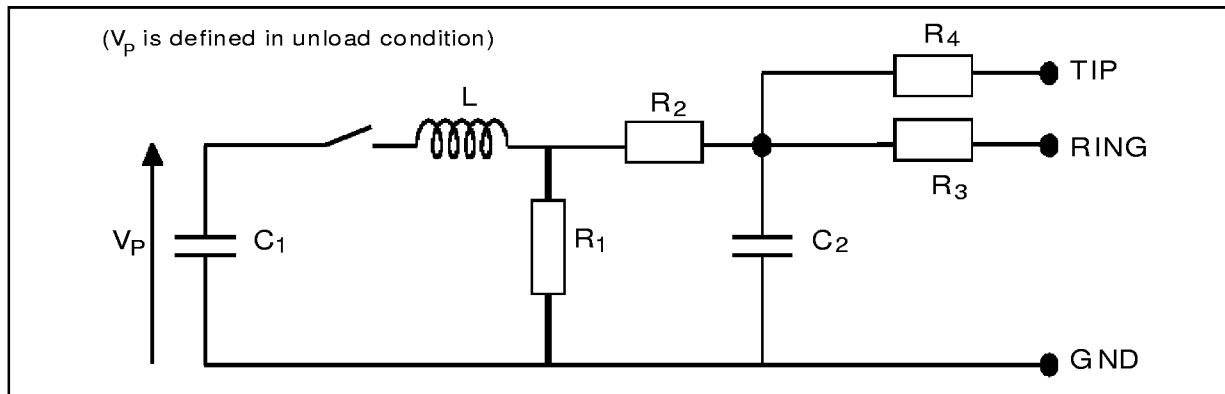 (VP is defined in unload condition)
R4
TIP
L
R2
RING
R3
VP
C1
R1
C2
GND